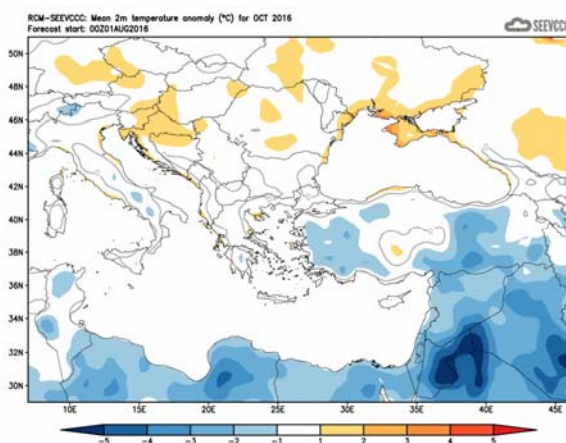 RCM-SEEVCCC: Mean 2m temperature anomaly (°C) for OCT 2016
Forecast start: 00Z01AUG2016
SEEVCCC
50N
48N
46N
44N
42N
40N
38N
36N
34N
32N
30N
10E 15E 20E 25E 30E 35E 40E 45E
-5 -4 -3 -2 -1 1 2 3 4 5